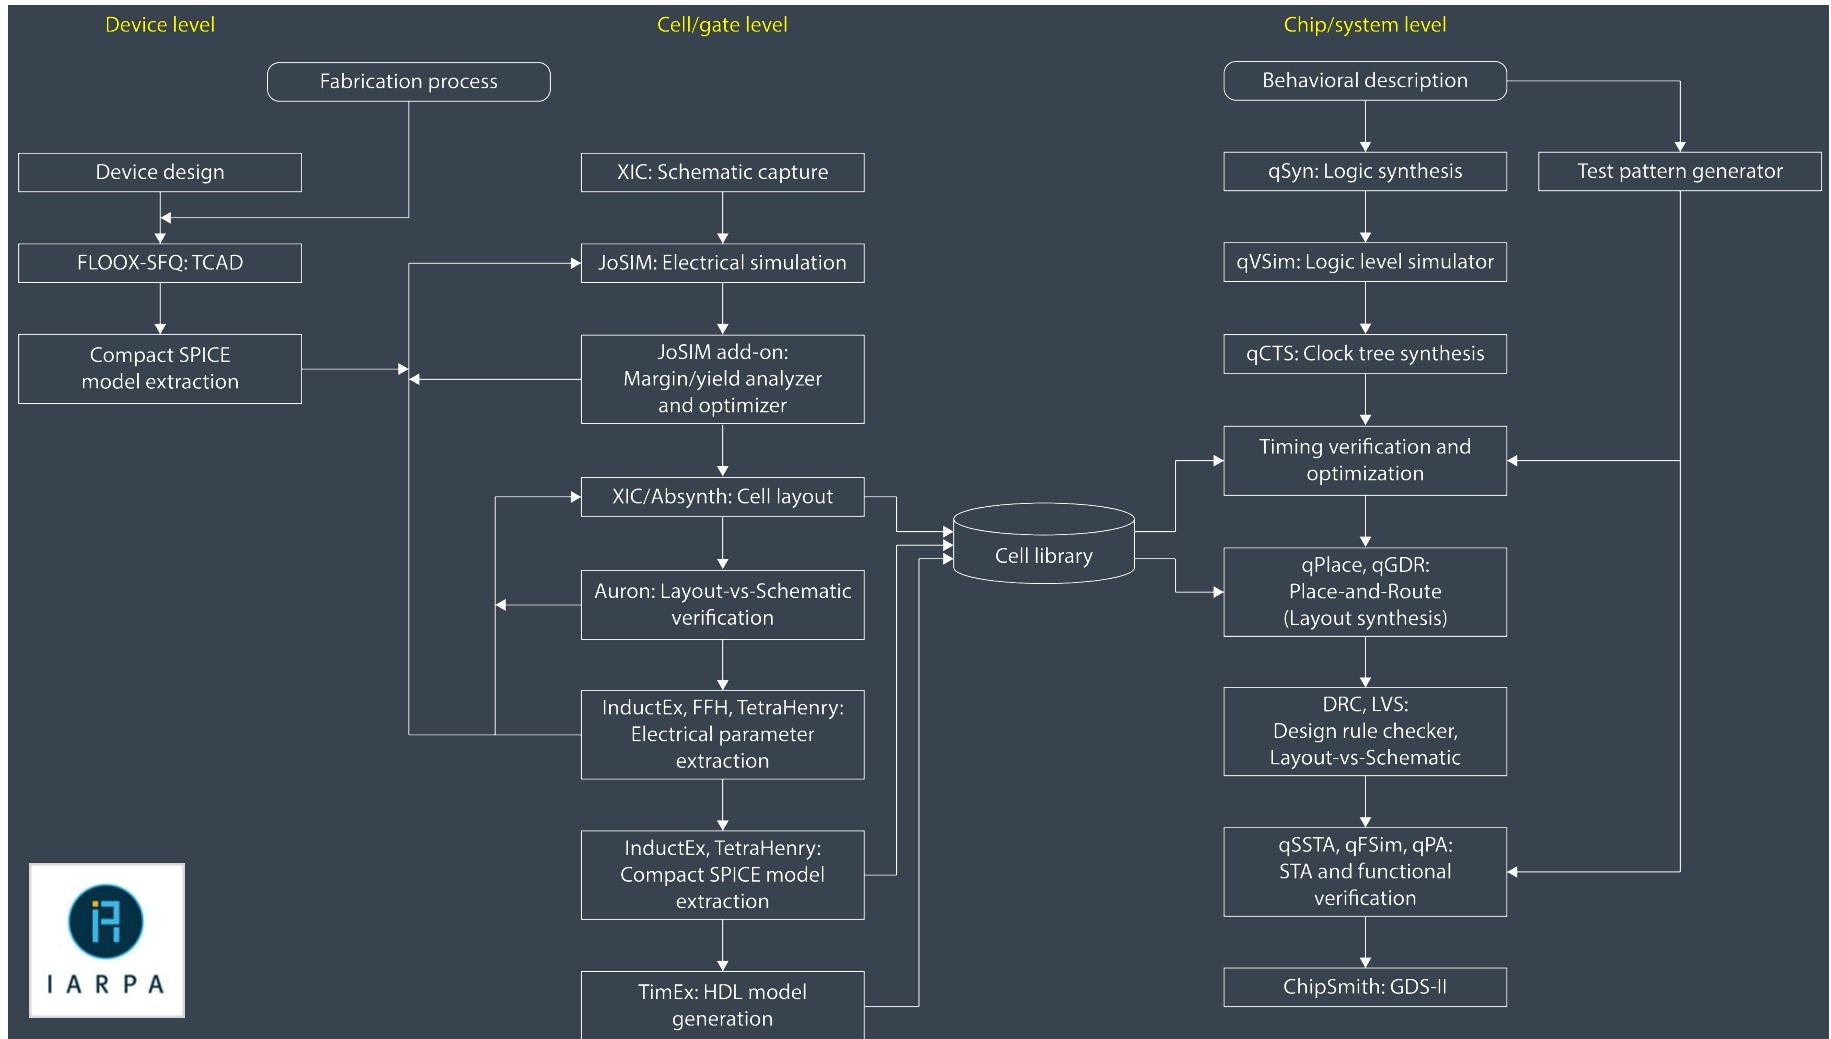 Device level
Cell/gate level
Chip/system level
Fabrication process
Behavioral description
Device design
XIC: Schematic capture
qSyn: Logic synthesis
Test pattern generator
FLOOX-SFQ: TCAD
JoSIM: Electrical simulation
qVSim: Logic level simulator
Compact SPICE
model extraction
JoSIM add-on:
Margin/yield analyzer
and optimizer
qCTS: Clock tree synthesis
Timing verification and
optimization
XIC/Absynth: Cell layout
Cell library
Auron: Layout-vs-Schematic
verification
qPlace, qGDR:
Place-and-Route
(Layout synthesis)
InductEx, FFH, TetraHenry:
Electrical parameter
extraction
DRC, LVS:
Design rule checker,
Layout-vs-Schematic
InductEx, TetraHenry:
Compact SPICE model
extraction
qSSTA, qFSim, qPA:
STA and functional
verification
IARPA
TimEx: HDL model
generation
ChipSmith: GDS-II